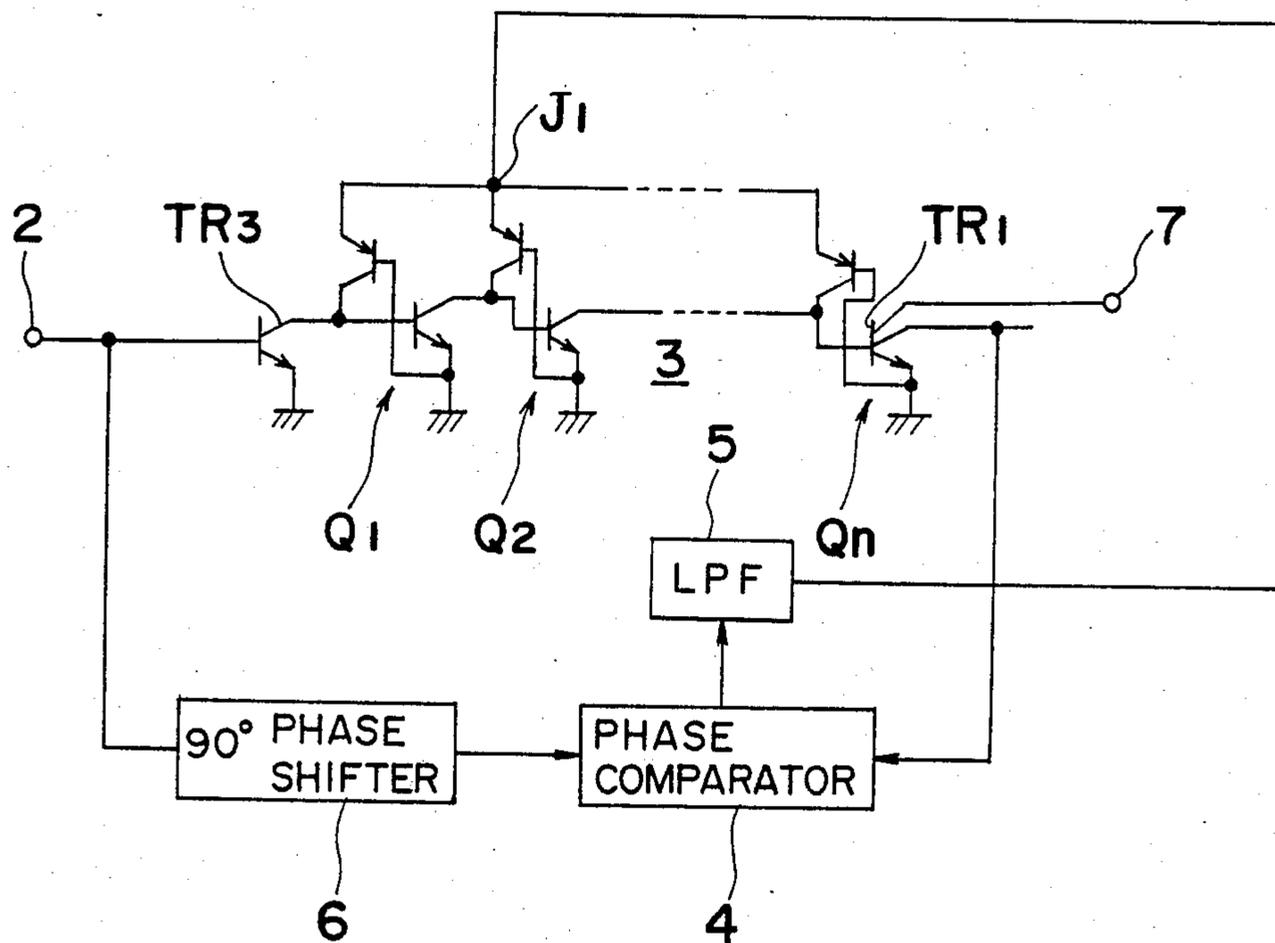 J1
2
TR3
TR1
7
3
Q1
Q2
Qn
5
LPF
90° PHASE
SHIFTER
PHASE
COMPARATOR
6
4